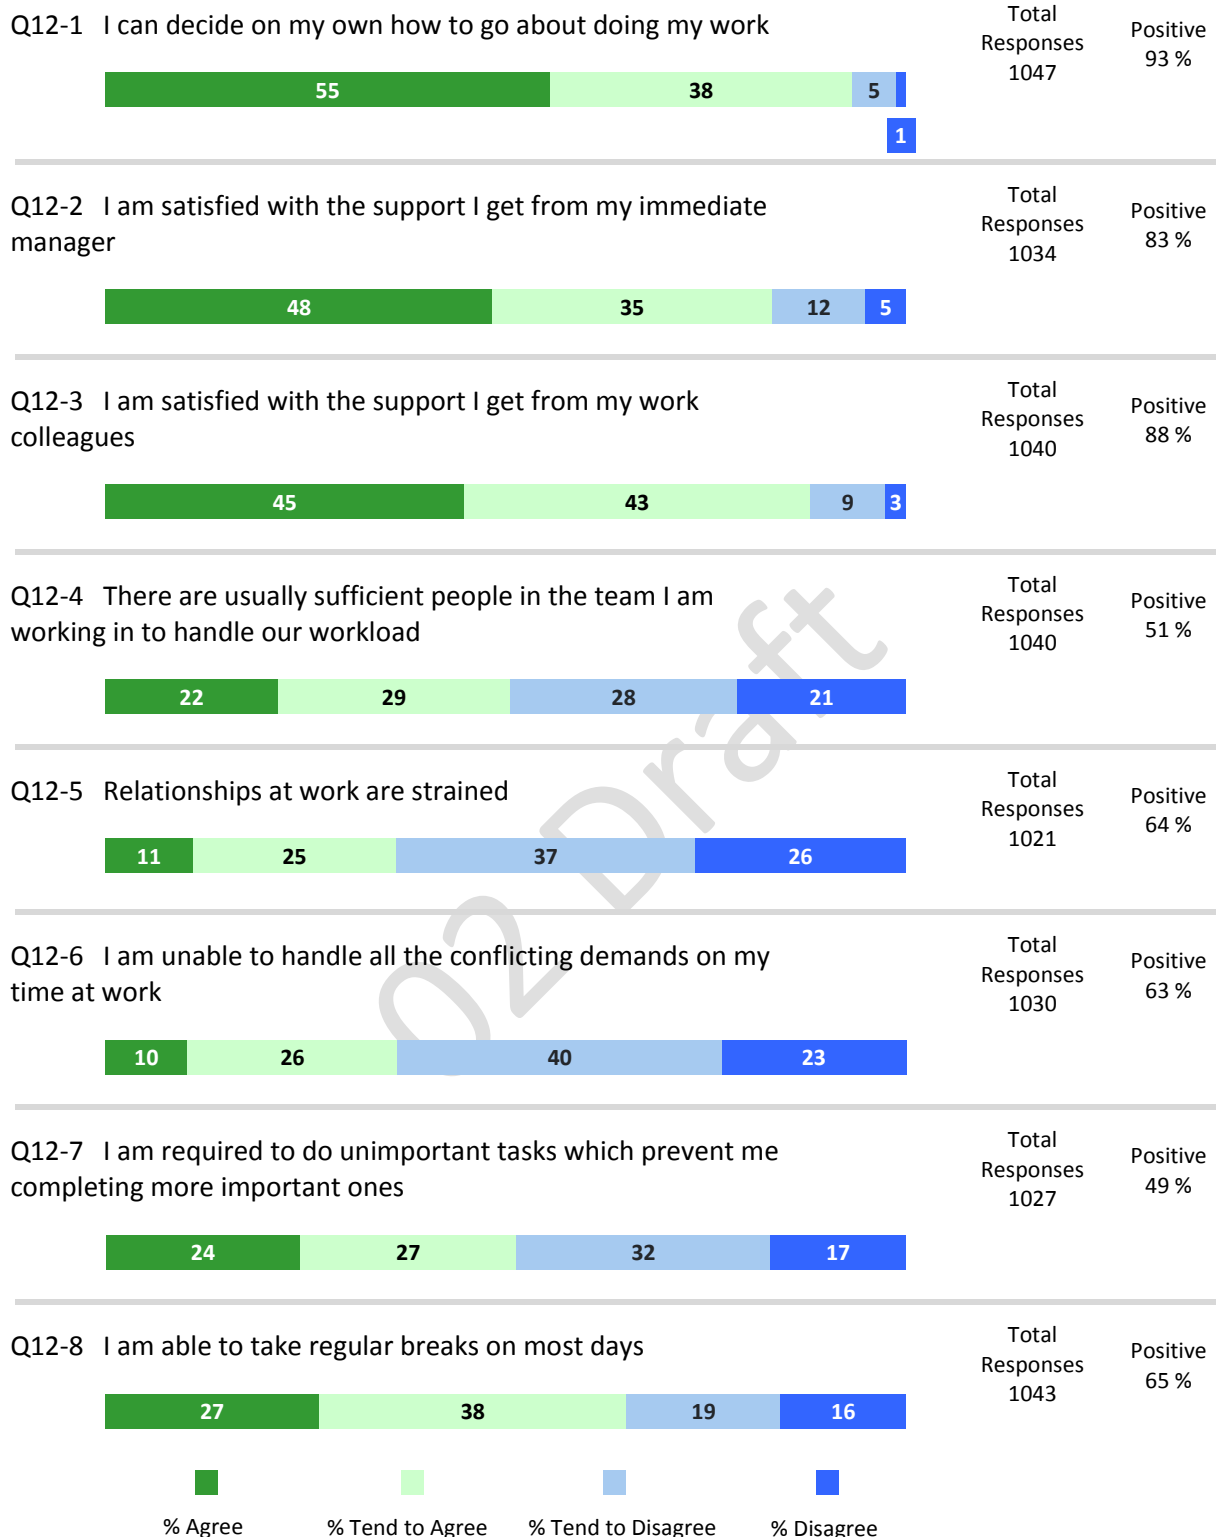 Q12-1 I can decide on my own how to go about doing my work
Total
Responses
1047
Positive
93 %
55 38 5
1
Q12-2 I am satisfied with the support I get from my immediate
manager
Total
Responses
1034
Positive
83 %
48 35 12 5
Q12-3 I am satisfied with the support I get from my work
colleagues
Total
Responses
1040
Positive
88 %
45 43 9 3
Q12-4 There are usually sufficient people in the team I am
working in to handle our workload
Total
Responses
1040
Positive
51 %
22 29 28 21
Q12-5 Relationships at work are strained
Total
Responses
1021
Positive
64 %
11 25 37 26
Q12-6 I am unable to handle all the conflicting demands on my
time at work
Total
Responses
1030
Positive
63 %
10 26 40 23
Q12-7 I am required to do unimportant tasks which prevent me
completing more important ones
Total
Responses
1027
Positive
49 %
24 27 32 17
Q12-8 I am able to take regular breaks on most days
Total
Responses
1043
Positive
65 %
27 38 19 16
% Agree % Tend to Agree % Tend to Disagree % Disagree
02 Draft